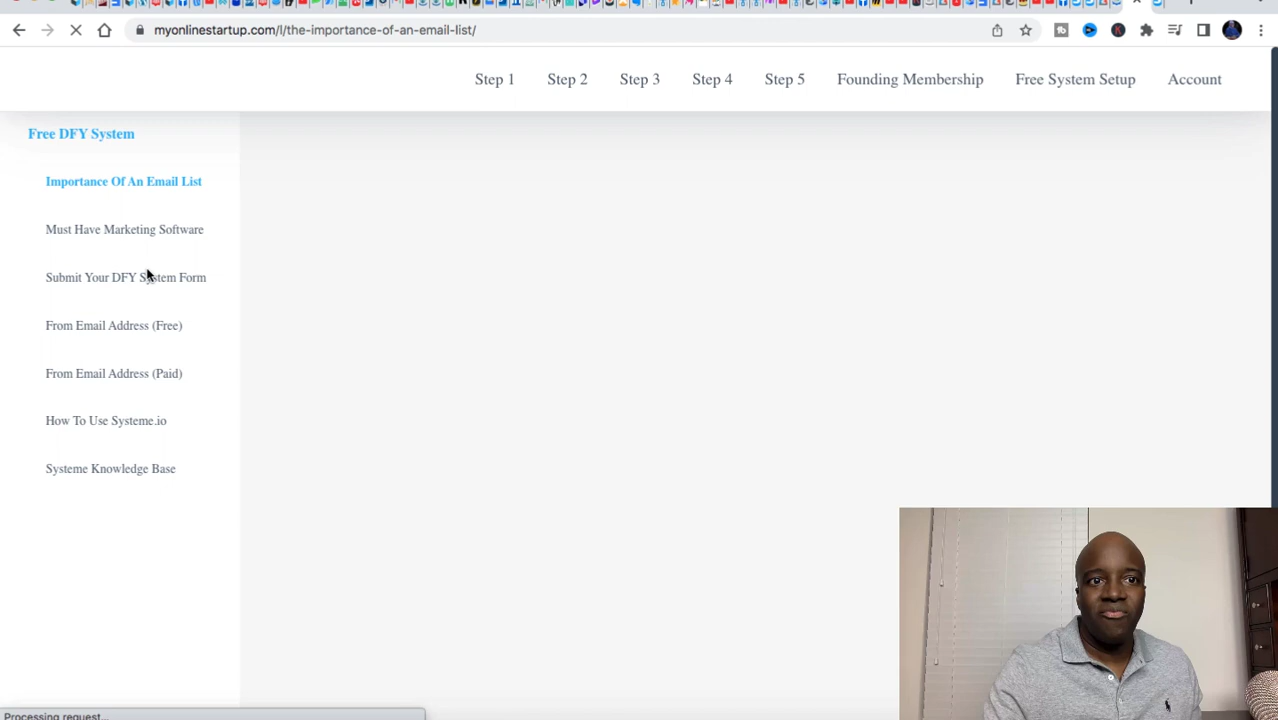 myonlinestartup.com/l/the-importance-of-an-email-list/
Step 1 Step 2 Step 3 Step 4 Step 5 Founding Membership Free System Setup Account
Free DFY System
Importance Of An Email List
Must Have Marketing Software
Submit Your DFY System Form
From Email Address (Free)
From Email Address (Paid)
How To Use Systeme.io
Systeme Knowledge Base
Processing request...